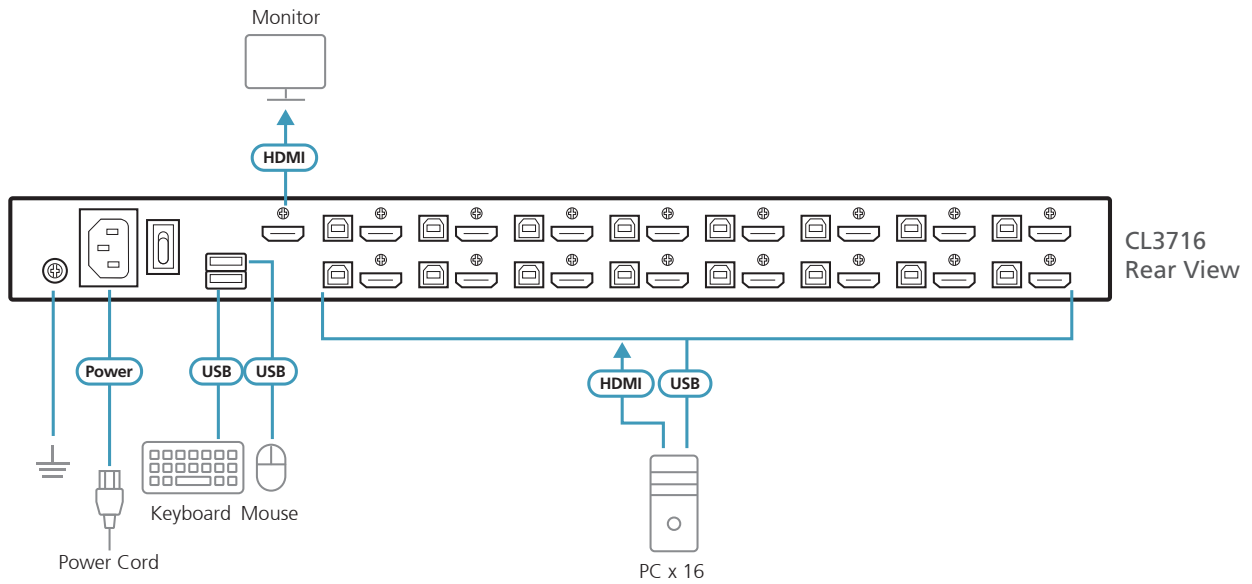 Monitor
HDMI
CL3716
Rear View
Power
USB
USB
HDMI
USB
Keyboard
Mouse
Power Cord
PC x 16